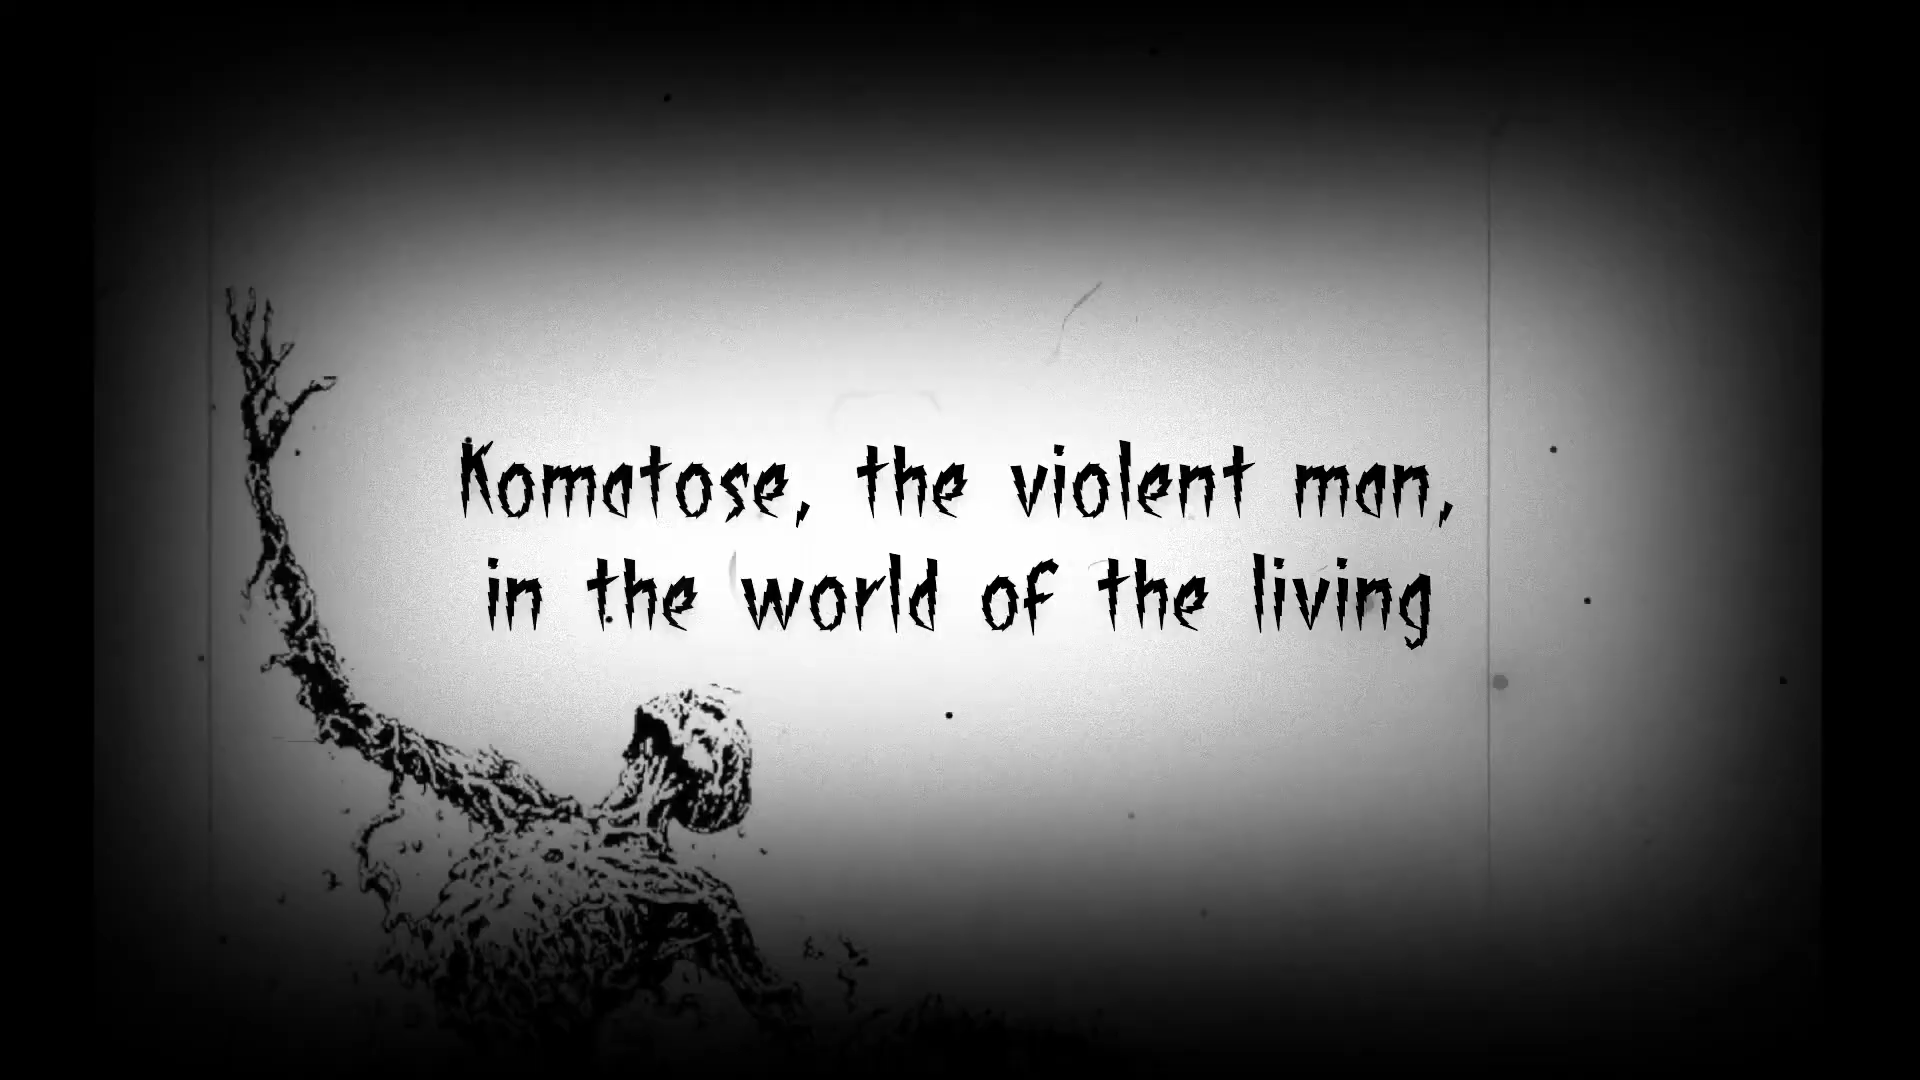 Komatose, the violent man,
in the world of the living